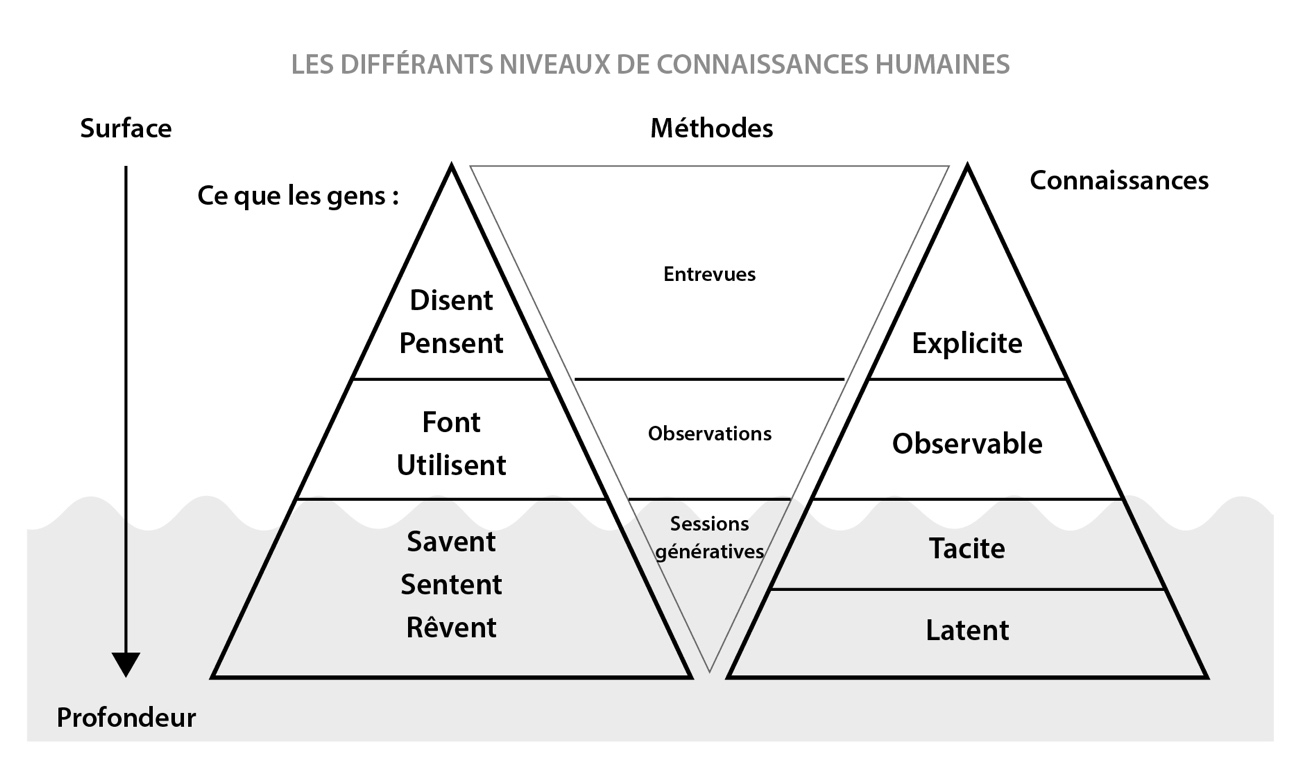 LES DIFFÉRANTS NIVEAUX DE CONNAISSANCES HUMAINES
Surface
Méthodes
Ce que les gens :
Connaissances
Entrevues
Disent
Pensent
Explicite
Font
Utilisent
Observations
Observable
Savent
Sentent
Rêvent
Sessions
génératives
Tacite
Latent
Profondeur